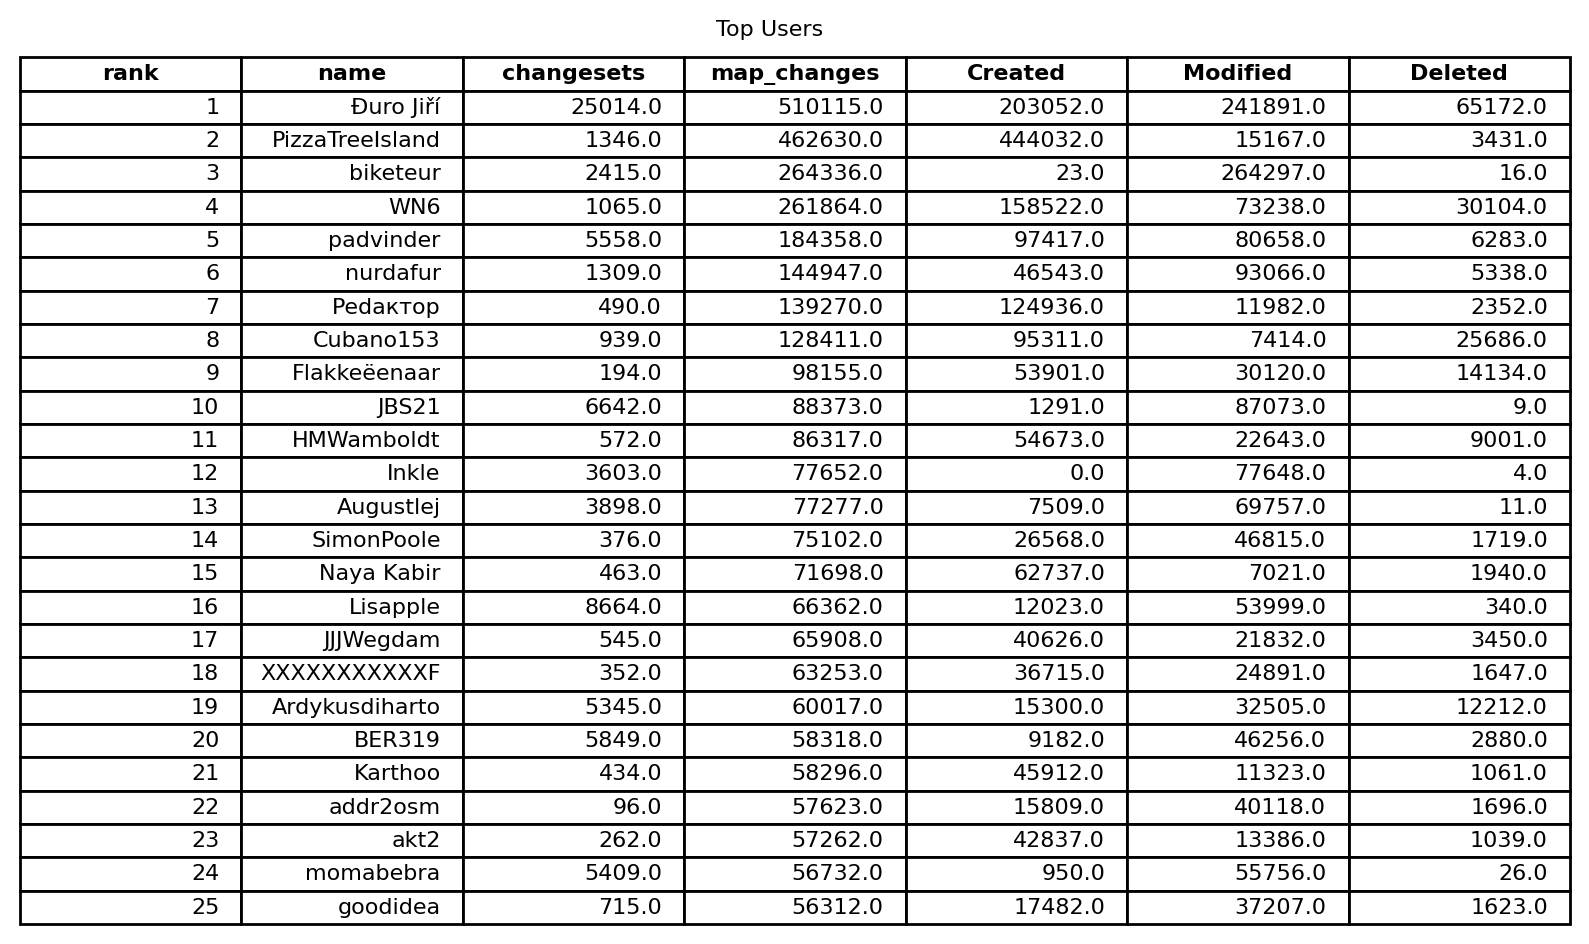 Top Users
rank name changesets map_changes Created Modified Deleted
1 Đuro Jiří 25014.0 510115.0 203052.0 241891.0 65172.0
2 PizzaTreeIsland 1346.0 462630.0 444032.0 15167.0 3431.0
3 biketeur 2415.0 264336.0 23.0 264297.0 16.0
4 WN6 1065.0 261864.0 158522.0 73238.0 30104.0
5 padvinder 5558.0 184358.0 97417.0 80658.0 6283.0
6 nurdafur 1309.0 144947.0 46543.0 93066.0 5338.0
7 Pedaктор 490.0 139270.0 124936.0 11982.0 2352.0
8 Cubano153 939.0 128411.0 95311.0 7414.0 25686.0
9 Flakkeëenaar 194.0 98155.0 53901.0 30120.0 14134.0
10 JBS21 6642.0 88373.0 1291.0 87073.0 9.0
11 HMWamboldt 572.0 86317.0 54673.0 22643.0 9001.0
12 Inkle 3603.0 77652.0 0.0 77648.0 4.0
13 Augustlej 3898.0 77277.0 7509.0 69757.0 11.0
14 SimonPoole 376.0 75102.0 26568.0 46815.0 1719.0
15 Naya Kabir 463.0 71698.0 62737.0 7021.0 1940.0
16 Lisapple 8664.0 66362.0 12023.0 53999.0 340.0
17 JJJWegdam 545.0 65908.0 40626.0 21832.0 3450.0
18 XXXXXXXXXXXF 352.0 63253.0 36715.0 24891.0 1647.0
19 Ardykusdiharto 5345.0 60017.0 15300.0 32505.0 12212.0
20 BER319 5849.0 58318.0 9182.0 46256.0 2880.0
21 Karthoo 434.0 58296.0 45912.0 11323.0 1061.0
22 addr2osm 96.0 57623.0 15809.0 40118.0 1696.0
23 akt2 262.0 57262.0 42837.0 13386.0 1039.0
24 momabebra 5409.0 56732.0 950.0 55756.0 26.0
25 goodidea 715.0 56312.0 17482.0 37207.0 1623.0